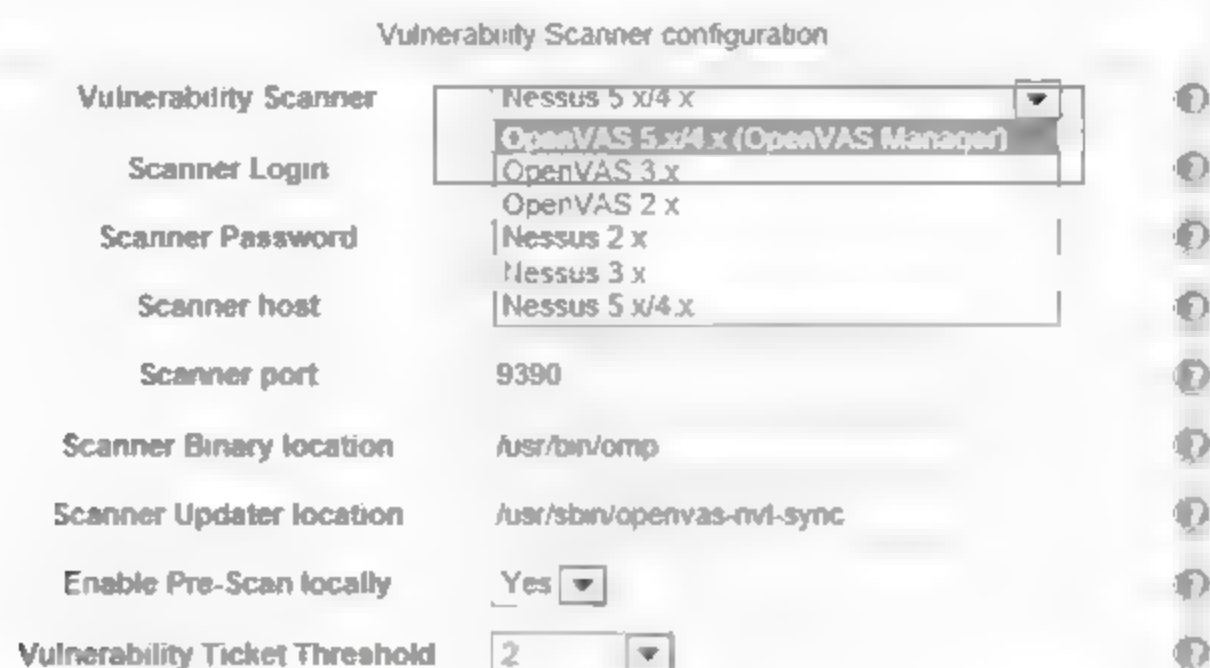 Vulnerability Scanner configuration
Vulnerability Scanner Nessus 5 x/4 x
OpenVAS 5.x/4.x (OpenVAS Manager)
Scanner Login OpenVAS 3.x
OpenVAS 2 x
Scanner Password Nessus 2 x
Nessus 3 x
Scanner host Nessus 5 x/4.x
Scanner port 9390
Scanner Binary location /usr/bin/omp
Scanner Updater location /usr/sbin/openvas-nvt-sync
Enable Pre-Scan locally Yes
Vulnerability Ticket Threshold 2